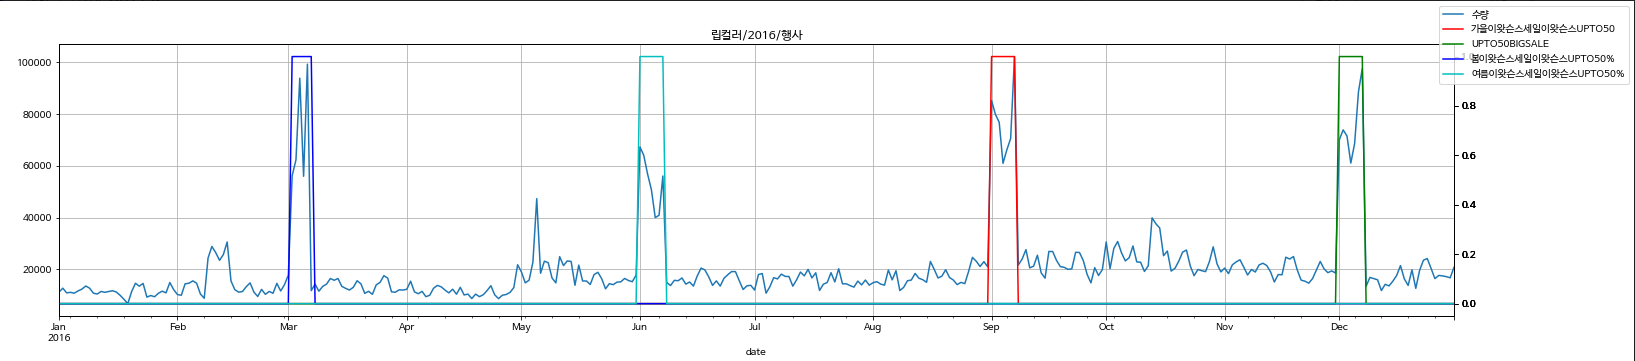 립컬러/2016/행사
수량
가을이왓슨스세일이왓슨스UPTO50
UPTO50BIGSALE
봄이왓슨스세일이왓슨스UPTO50%
여름이왓슨스세일이왓슨스UPTO50%
100000
80000
60000
40000
20000
0.8
0.6
0.4
0.2
0.0
Jan Feb Mar Apr May Jun Jul Aug Sep Oct Nov Dec
2016
date